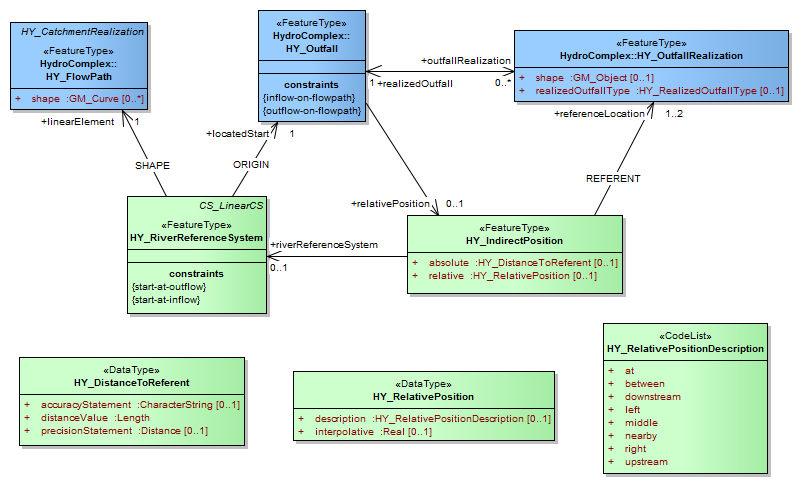 HY_CatchmentRealization
«FeatureType»
HydroComplex::
HY_FlowPath
+ shape :GM_Curve [0..*]
«FeatureType»
HydroComplex::
HY_Outfall
constraints
{inflow-on-flowpath}
{outflow-on-flowpath}
«FeatureType»
HydroComplex::HY_OutfallRealization
+ shape :GM_Object [0..1]
+ realizedOutfallType :HY_RealizedOutfallType [0..1]
+outfallRealization
+realizedOutfall
1
0..*
+linearElement
1
+locatedStart
1
+referenceLocation
1..2
SHAPE
ORIGIN
REFERENT
+relativePosition
0..1
CS_LinearCS
«FeatureType»
HY_RiverReferenceSystem
constraints
{start-at-outflow}
{start-at-inflow}
+riverReferenceSystem
0..1
«FeatureType»
HY_IndirectPosition
+ absolute :HY_DistanceToReferent [0..1]
+ relative :HY_RelativePosition [0..1]
«DataType»
HY_DistanceToReferent
+ accuracyStatement :CharacterString [0..1]
+ distanceValue :Length
+ precisionStatement :Distance [0..1]
«DataType»
HY_RelativePosition
+ description :HY_RelativePositionDescription [0..1]
+ interpolative :Real [0..1]
«CodeList»
HY_RelativePositionDescription
+ at
+ between
+ downstream
+ left
+ middle
+ nearby
+ right
+ upstream